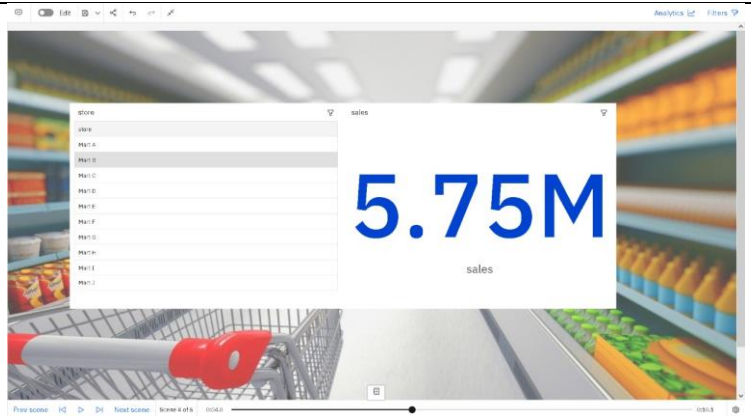 Edit
Analytics
Filters
store
sales
store
Mart A
Mart B
Mart C
Mart D
Mart E
Mart F
Mart G
Mart H
Mart I
Mart J
5.75M
sales
Prev scene
Next scene
Scene 4 of 6